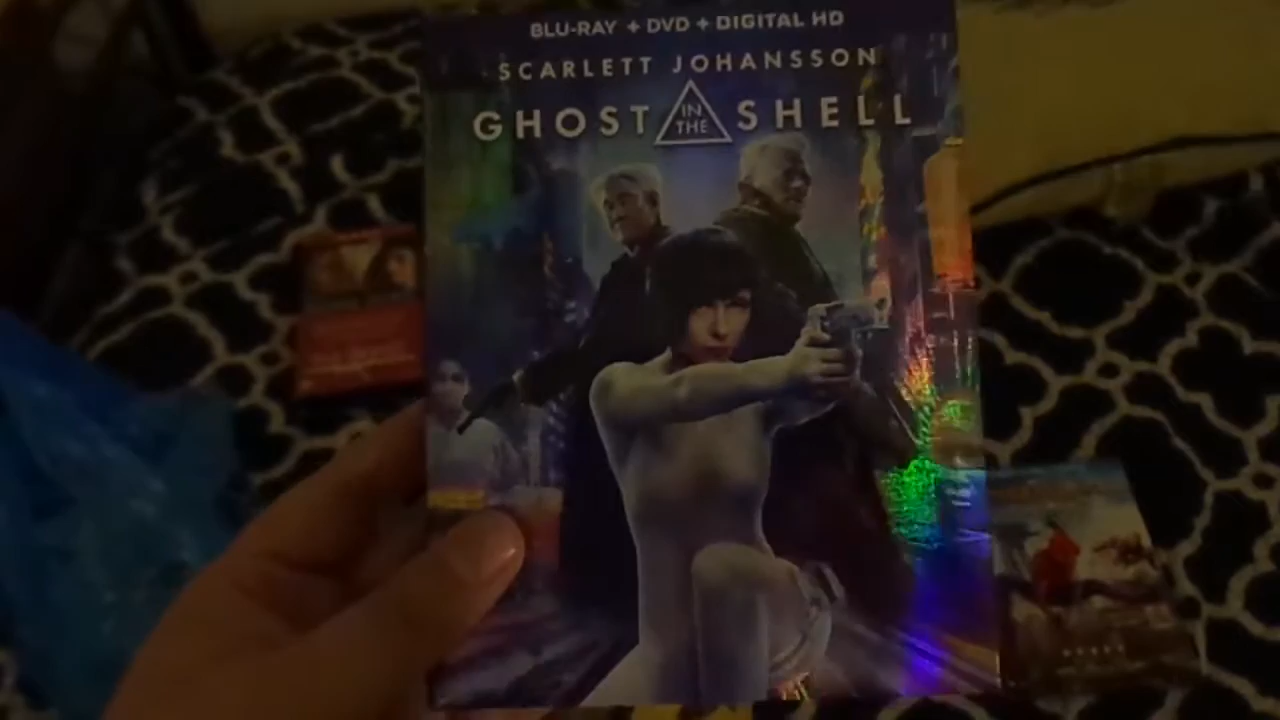 BLU-RAY + DVD + DIGITAL HD
SCARLETT JOHANSSON
GHOST IN THE SHELL